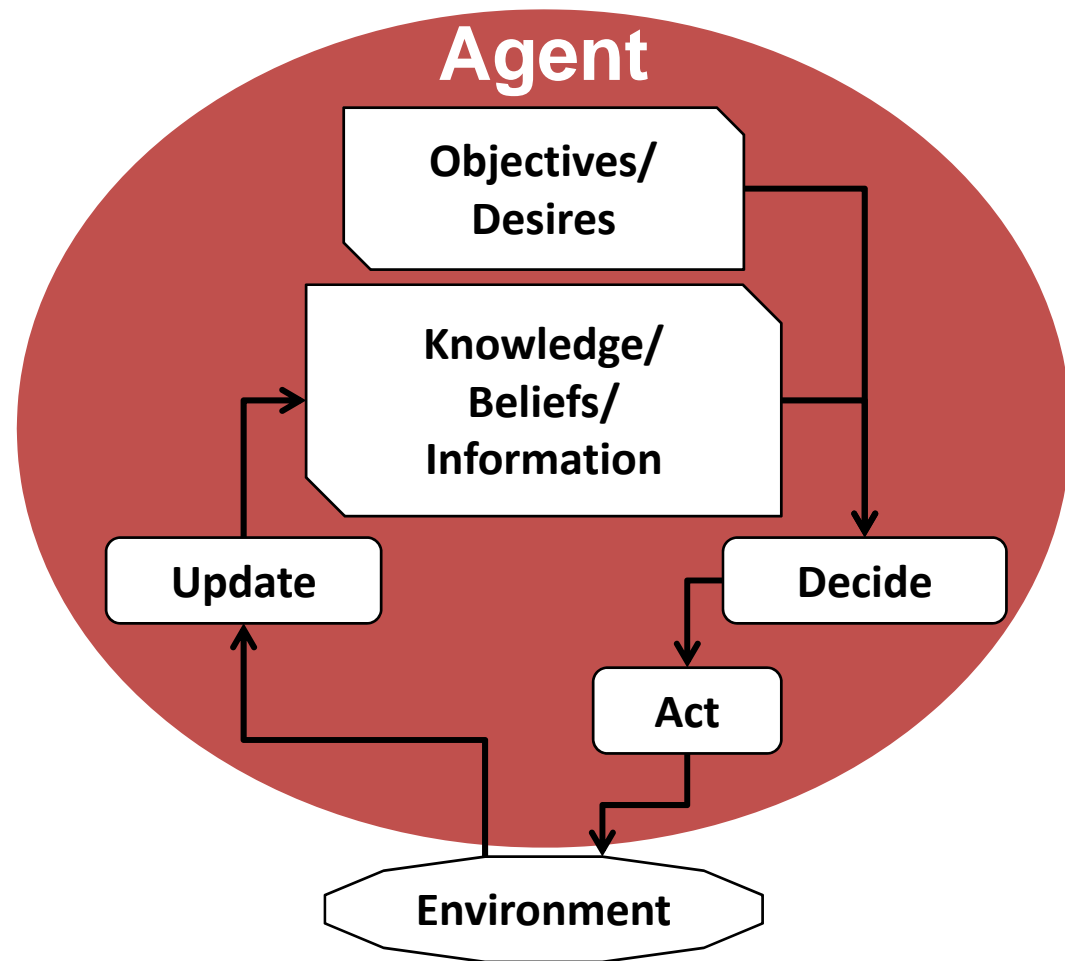 Agent
Objectives/
Desires
Knowledge/
Beliefs/
Information
Update
Decide
Act
Environment